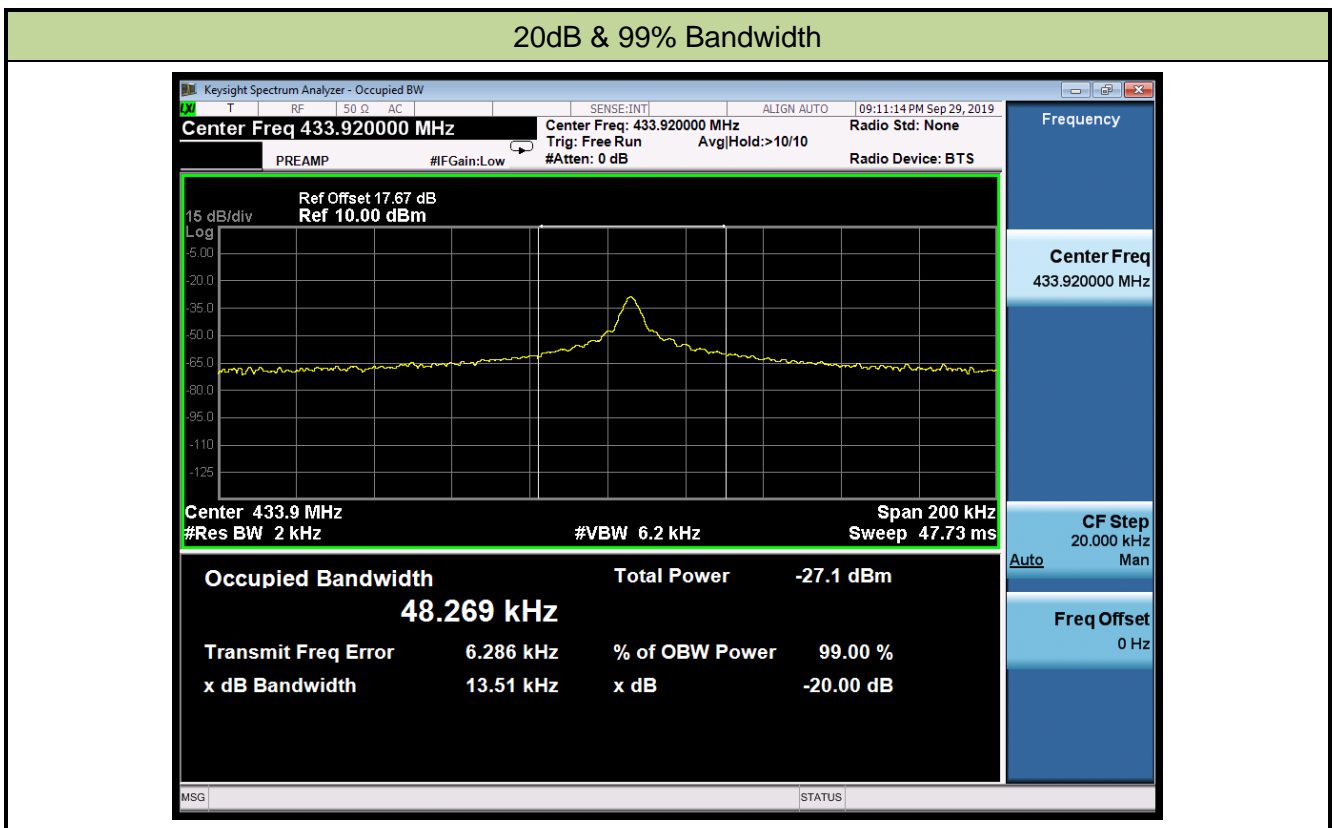 20dB & 99% Bandwidth
Keysight Spectrum Analyzer - Occupied BW
LXI T RF 50 Ω AC SENSE:INT ALIGN AUTO 09:11:14 PM Sep 29, 2019
Center Freq 433.920000 MHz
PREAMP #IFGain:Low
Center Freq: 433.920000 MHz
Trig: Free Run Avg|Hold:>10/10
#Atten: 0 dB
Radio Std: None
Radio Device: BTS
Ref Offset 17.67 dB
15 dB/div Ref 10.00 dBm
Log
-5.00
-20.0
-35.0
-50.0
-65.0
-80.0
-95.0
-110
-125
Center 433.9 MHz Span 200 kHz
#Res BW 2 kHz #VBW 6.2 kHz Sweep 47.73 ms
Occupied Bandwidth Total Power -27.1 dBm
48.269 kHz
Transmit Freq Error 6.286 kHz % of OBW Power 99.00 %
x dB Bandwidth 13.51 kHz x dB -20.00 dB
MSG STATUS
Frequency
Center Freq
433.920000 MHz
CF Step
20.000 kHz
Auto Man
Freq Offset
0 Hz